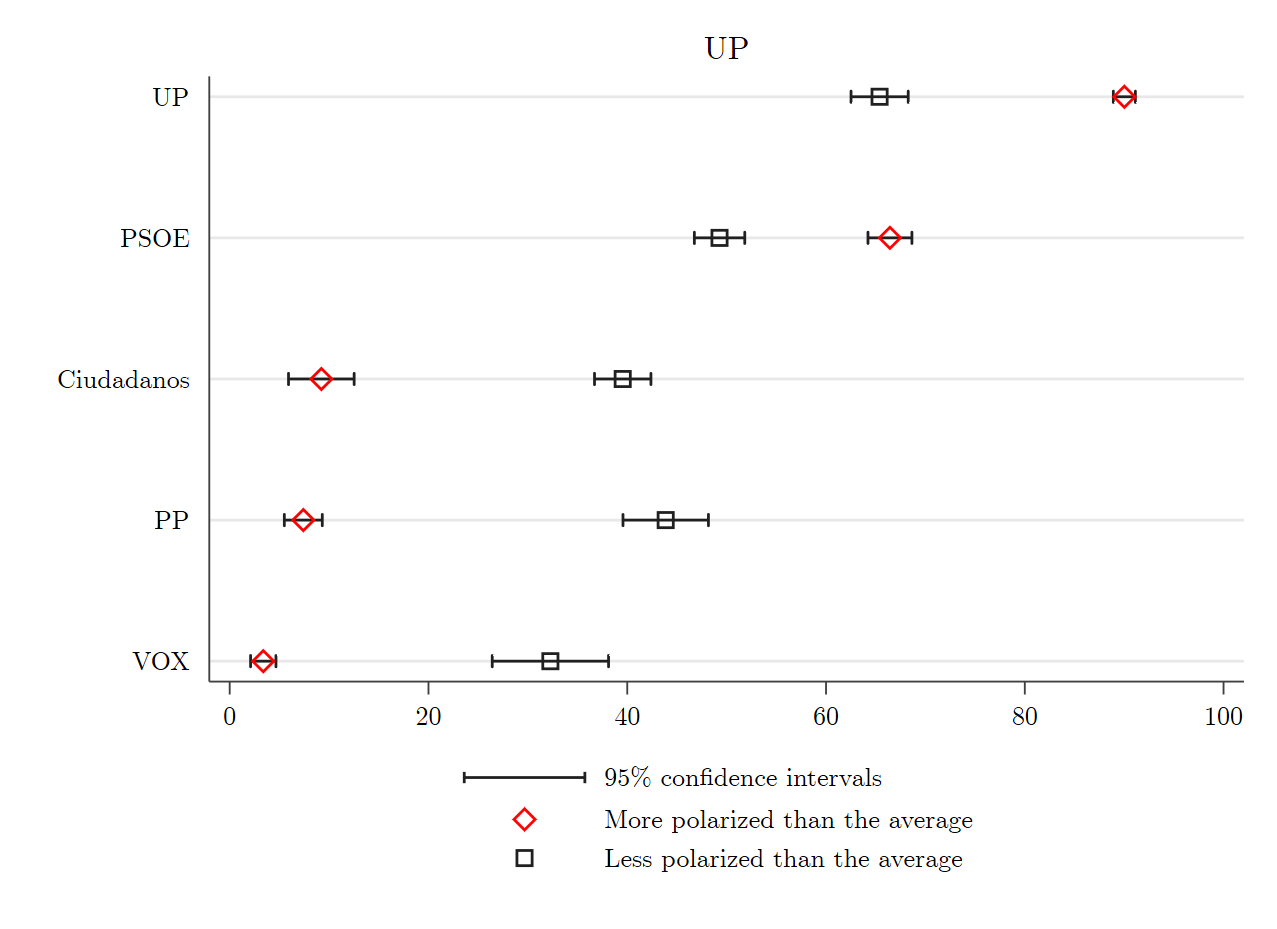 UP
UP
PSOE
Ciudadanos
PP
VOX
0 20 40 60 80 100
95% confidence intervals
More polarized than the average
Less polarized than the average